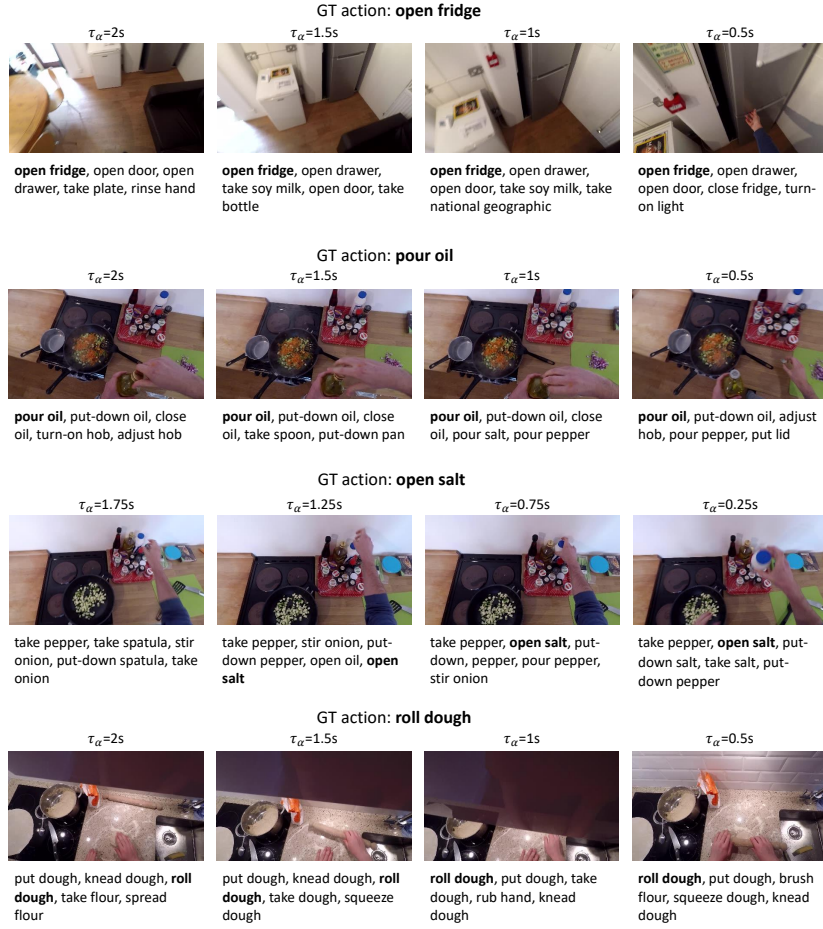 GT action: open fridge
τα=2s τα=1.5s τα=1s τα=0.5s
open fridge, open door, open
drawer, take plate, rinse hand
open fridge, open drawer,
take soy milk, open door, take
bottle
open fridge, open drawer,
open door, take soy milk, take
national geographic
open fridge, open drawer,
open door, close fridge, turn-
on light
GT action: pour oil
τα=2s τα=1.5s τα=1s τα=0.5s
pour oil, put-down oil, close
oil, turn-on hob, adjust hob
pour oil, put-down oil, close
oil, take spoon, put-down pan
pour oil, put-down oil, close
oil, pour salt, pour pepper
pour oil, put-down oil, adjust
hob, pour pepper, put lid
GT action: open salt
τα=1.75s τα=1.25s τα=0.75s τα=0.25s
take pepper, take spatula, stir
onion, put-down spatula, take
onion
take pepper, stir onion, put-
down pepper, open oil, open
salt
take pepper, open salt, put-
down, pepper, pour pepper,
stir onion
take pepper, open salt, put-
down salt, take salt, put-
down pepper
GT action: roll dough
τα=2s τα=1.5s τα=1s τα=0.5s
put dough, knead dough, roll
dough, take flour, spread
flour
put dough, knead dough, roll
dough, take dough, squeeze
dough
roll dough, put dough, take
dough, rub hand, knead
dough
roll dough, put dough, brush
flour, squeeze dough, knead
dough